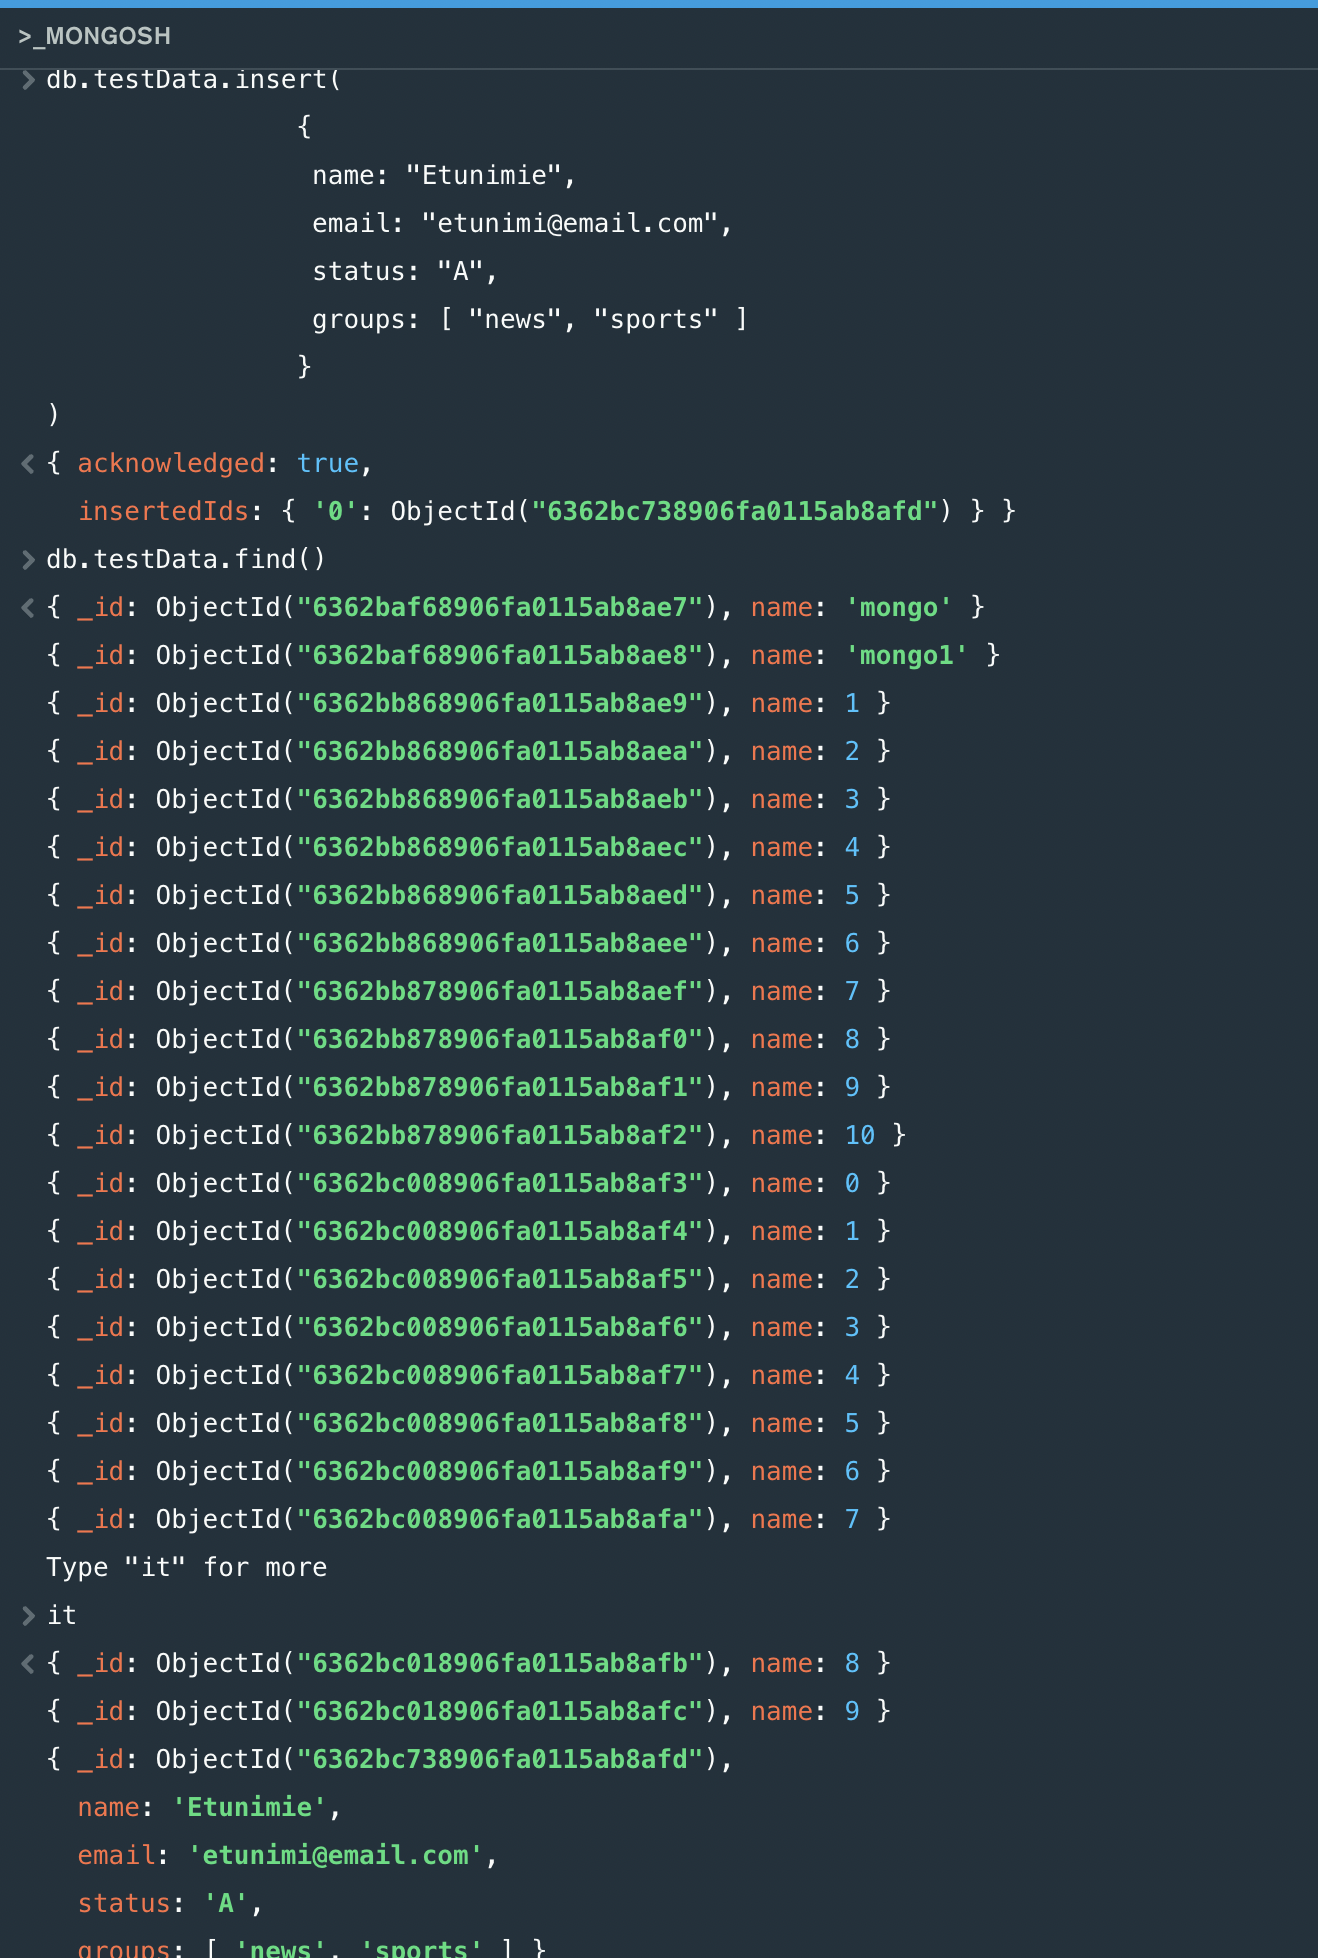 >_MONGOSH
> db.testData.insert(
{
name: "Etunimie",
email: "etunimi@email.com",
status: "A",
groups: [ "news", "sports" ]
}
)
< { acknowledged: true,
insertedIds: { '0': ObjectId("6362bc738906fa0115ab8afd") } }
> db.testData.find()
< { _id: ObjectId("6362baf68906fa0115ab8ae7"), name: 'mongo' }
{ _id: ObjectId("6362baf68906fa0115ab8ae8"), name: 'mongo1' }
{ _id: ObjectId("6362bb868906fa0115ab8ae9"), name: 1 }
{ _id: ObjectId("6362bb868906fa0115ab8aea"), name: 2 }
{ _id: ObjectId("6362bb868906fa0115ab8aeb"), name: 3 }
{ _id: ObjectId("6362bb868906fa0115ab8aec"), name: 4 }
{ _id: ObjectId("6362bb868906fa0115ab8aed"), name: 5 }
{ _id: ObjectId("6362bb868906fa0115ab8aee"), name: 6 }
{ _id: ObjectId("6362bb878906fa0115ab8aef"), name: 7 }
{ _id: ObjectId("6362bb878906fa0115ab8af0"), name: 8 }
{ _id: ObjectId("6362bb878906fa0115ab8af1"), name: 9 }
{ _id: ObjectId("6362bb878906fa0115ab8af2"), name: 10 }
{ _id: ObjectId("6362bc008906fa0115ab8af3"), name: 0 }
{ _id: ObjectId("6362bc008906fa0115ab8af4"), name: 1 }
{ _id: ObjectId("6362bc008906fa0115ab8af5"), name: 2 }
{ _id: ObjectId("6362bc008906fa0115ab8af6"), name: 3 }
{ _id: ObjectId("6362bc008906fa0115ab8af7"), name: 4 }
{ _id: ObjectId("6362bc008906fa0115ab8af8"), name: 5 }
{ _id: ObjectId("6362bc008906fa0115ab8af9"), name: 6 }
{ _id: ObjectId("6362bc008906fa0115ab8afa"), name: 7 }
Type "it" for more
> it
< { _id: ObjectId("6362bc018906fa0115ab8afb"), name: 8 }
{ _id: ObjectId("6362bc018906fa0115ab8afc"), name: 9 }
{ _id: ObjectId("6362bc738906fa0115ab8afd"),
name: 'Etunimie',
email: 'etunimi@email.com',
status: 'A',
groups: [ 'news', 'sports' ] }